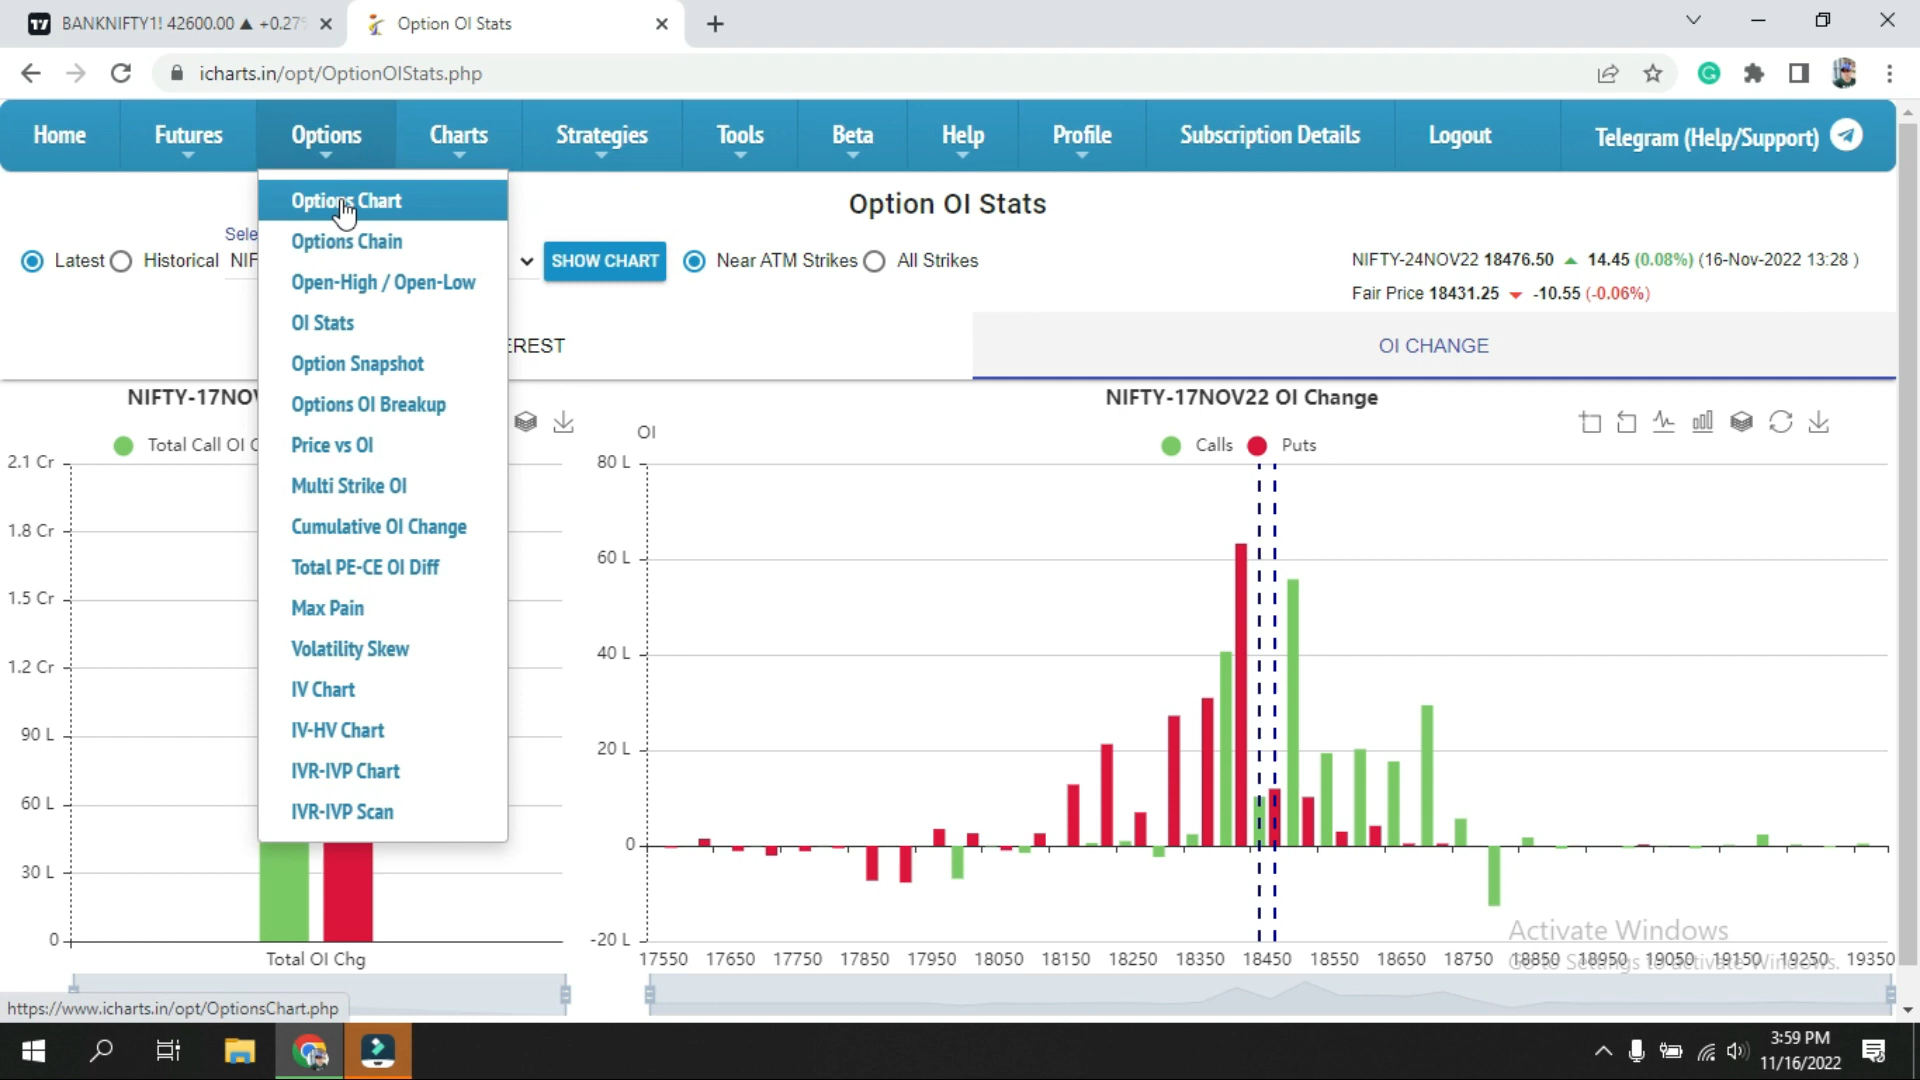 BANKNIFTY1! 42600.00 ▲ +0.27
Option OI Stats
icharts.in/opt/OptionOIStats.php
Home
Futures
Options
Charts
Strategies
Tools
Beta
Help
Profile
Subscription Details
Logout
Telegram (Help/Support)
Options Chart
Options Chain
Open-High / Open-Low
OI Stats
Option Snapshot
Options OI Breakup
Price vs OI
Multi Strike OI
Cumulative OI Change
Total PE-CE OI Diff
Max Pain
Volatility Skew
IV Chart
IV-HV Chart
IVR-IVP Chart
IVR-IVP Scan
Option OI Stats
Sele
Latest
Historical
NIF
SHOW CHART
Near ATM Strikes
All Strikes
NIFTY-24NOV22 18476.50 ▲ 14.45 (0.08%) (16-Nov-2022 13:28 )
Fair Price 18431.25 ▼ -10.55 (-0.06%)
EREST
OI CHANGE
NIFTY-17NOV
Total Call OI C
2.1 Cr
1.8 Cr
1.5 Cr
1.2 Cr
90 L
60 L
30 L
0
Total OI Chg
NIFTY-17NOV22 OI Change
OI
Calls
Puts
80 L
60 L
40 L
20 L
0
-20 L
17550 17650 17750 17850 17950 18050 18150 18250 18350 18450 18550 18650 18750 18850 18950 19050 19150 19250 19350
Activate Windows
Go to Settings to activate Windows.
https://www.icharts.in/opt/OptionsChart.php
3:59 PM
11/16/2022